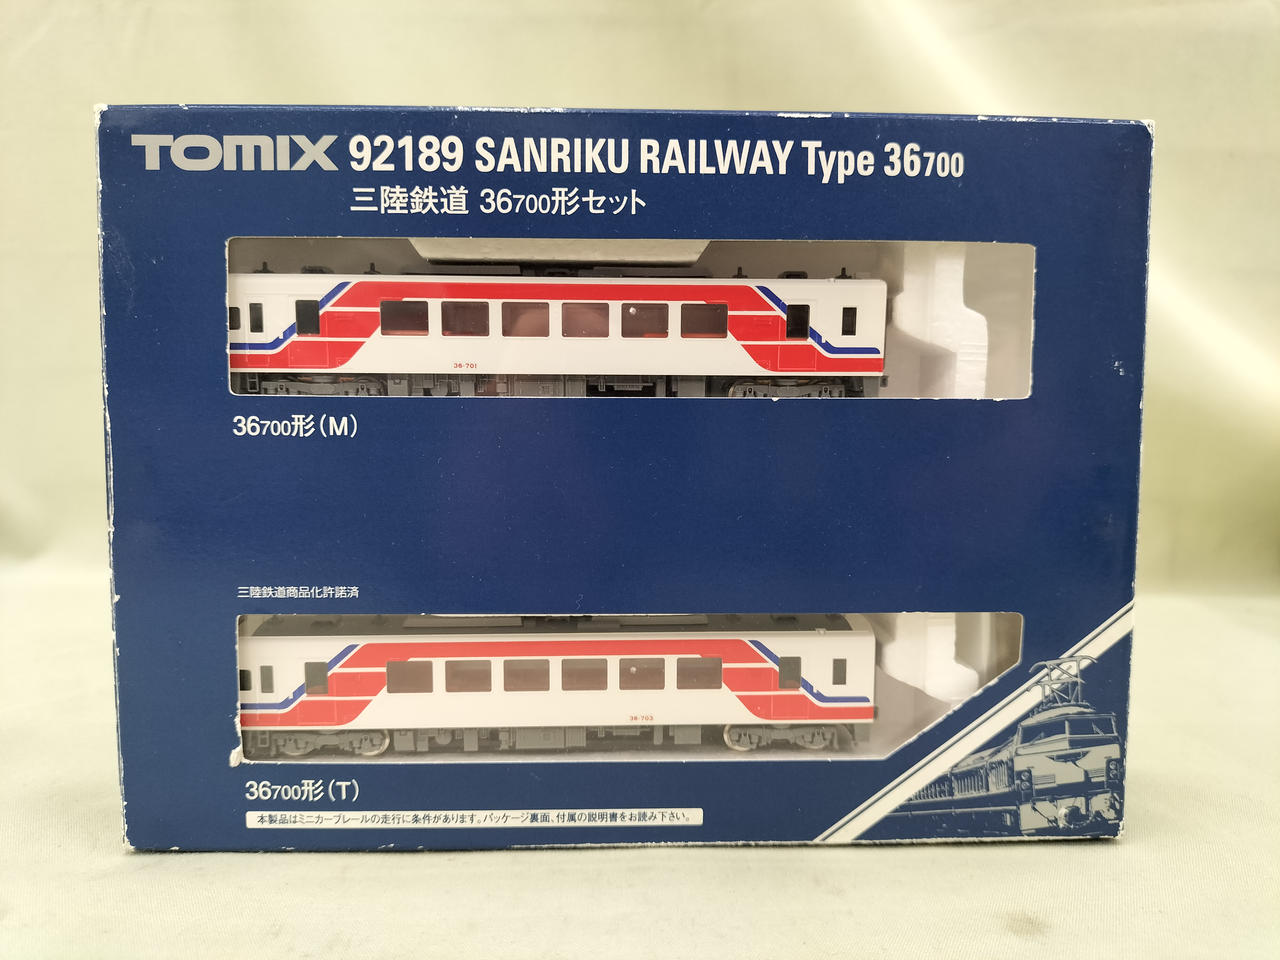 TOMIX 92189 SANRIKU RAILWAY Type 36700
三陸鉄道 36700形セット
36-701
36700形(M)
三陸鉄道商品化許諾済
36-703
36700形(T)
本製品はミニカーブレールの走行に条件があります。パッケージ裏面、付属の説明書をお読み下さい。